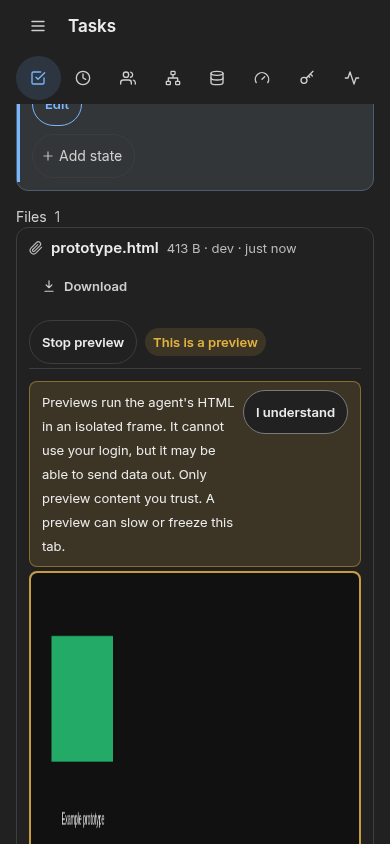 Tasks
Edit
+ Add state
Files 1
prototype.html 413 B · dev · just now
Download
Stop preview
This is a preview
Previews run the agent's HTML
in an isolated frame. It cannot
use your login, but it may be
able to send data out. Only
preview content you trust. A
preview can slow or freeze this
tab.
I understand
Example prototype